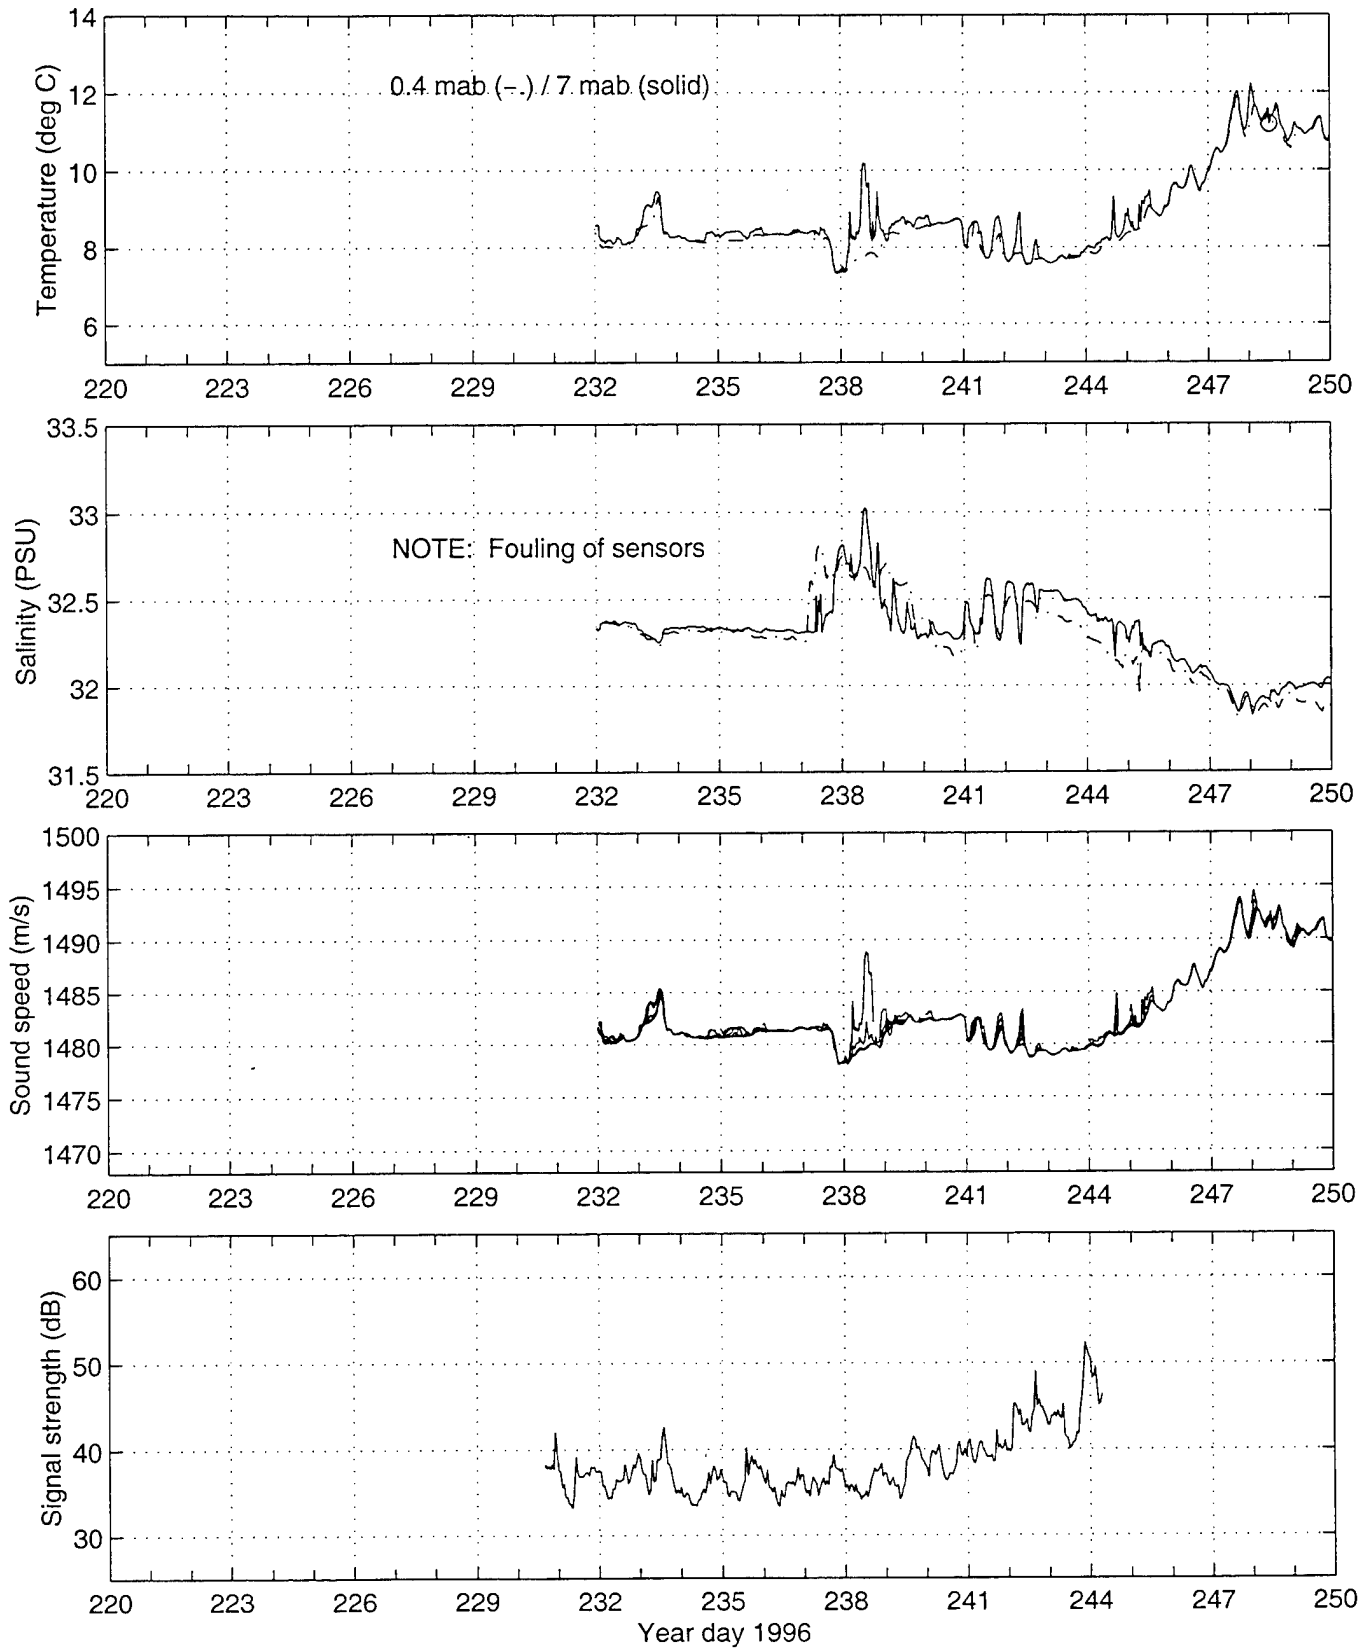 Temperature (deg C)
14
12
10
8
6
0.4 mab (-.) / 7 mab (solid)
220 223 226 229 232 235 238 241 244 247 250
Salinity (PSU)
33.5
33
32.5
32
31.5
NOTE: Fouling of sensors
220 223 226 229 232 235 238 241 244 247 250
Sound speed (m/s)
1500
1495
1490
1485
1480
1475
1470
220 223 226 229 232 235 238 241 244 247 250
Signal strength (dB)
60
50
40
30
220 223 226 229 232 235 238 241 244 247 250
Year day 1996